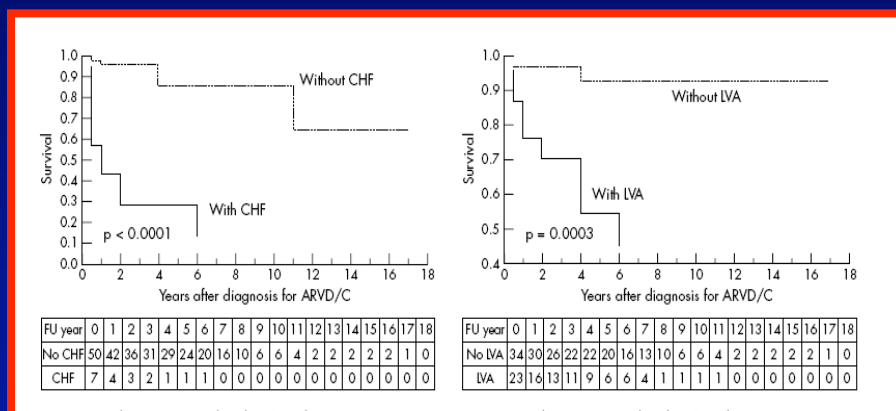 1.0
0.9
0.8
0.7
0.6
0.5
0.4
0.3
0.2
0.1
0.0
Survival
Without CHF
With CHF
p < 0.0001
0 2 4 6 8 10 12 14 16 18
Years after diagnosis for ARVD/C
FU year 0 1 2 3 4 5 6 7 8 9 10 11 12 13 14 15 16 17 18
No CHF 50 42 36 31 29 24 20 16 10 6 6 4 2 2 2 2 2 1 0
CHF 7 4 3 2 1 1 1 0 0 0 0 0 0 0 0 0 0 0 0
1.0
0.9
0.8
0.7
0.6
0.5
0.4
Survival
Without LVA
With LVA
p = 0.0003
0 2 4 6 8 10 12 14 16 18
Years after diagnosis for ARVD/C
FU year 0 1 2 3 4 5 6 7 8 9 10 11 12 13 14 15 16 17 18
No LVA 34 30 26 22 22 20 16 13 10 6 6 4 2 2 2 2 2 1 0
LVA 23 16 13 11 9 6 6 4 1 1 1 1 0 0 0 0 0 0 0